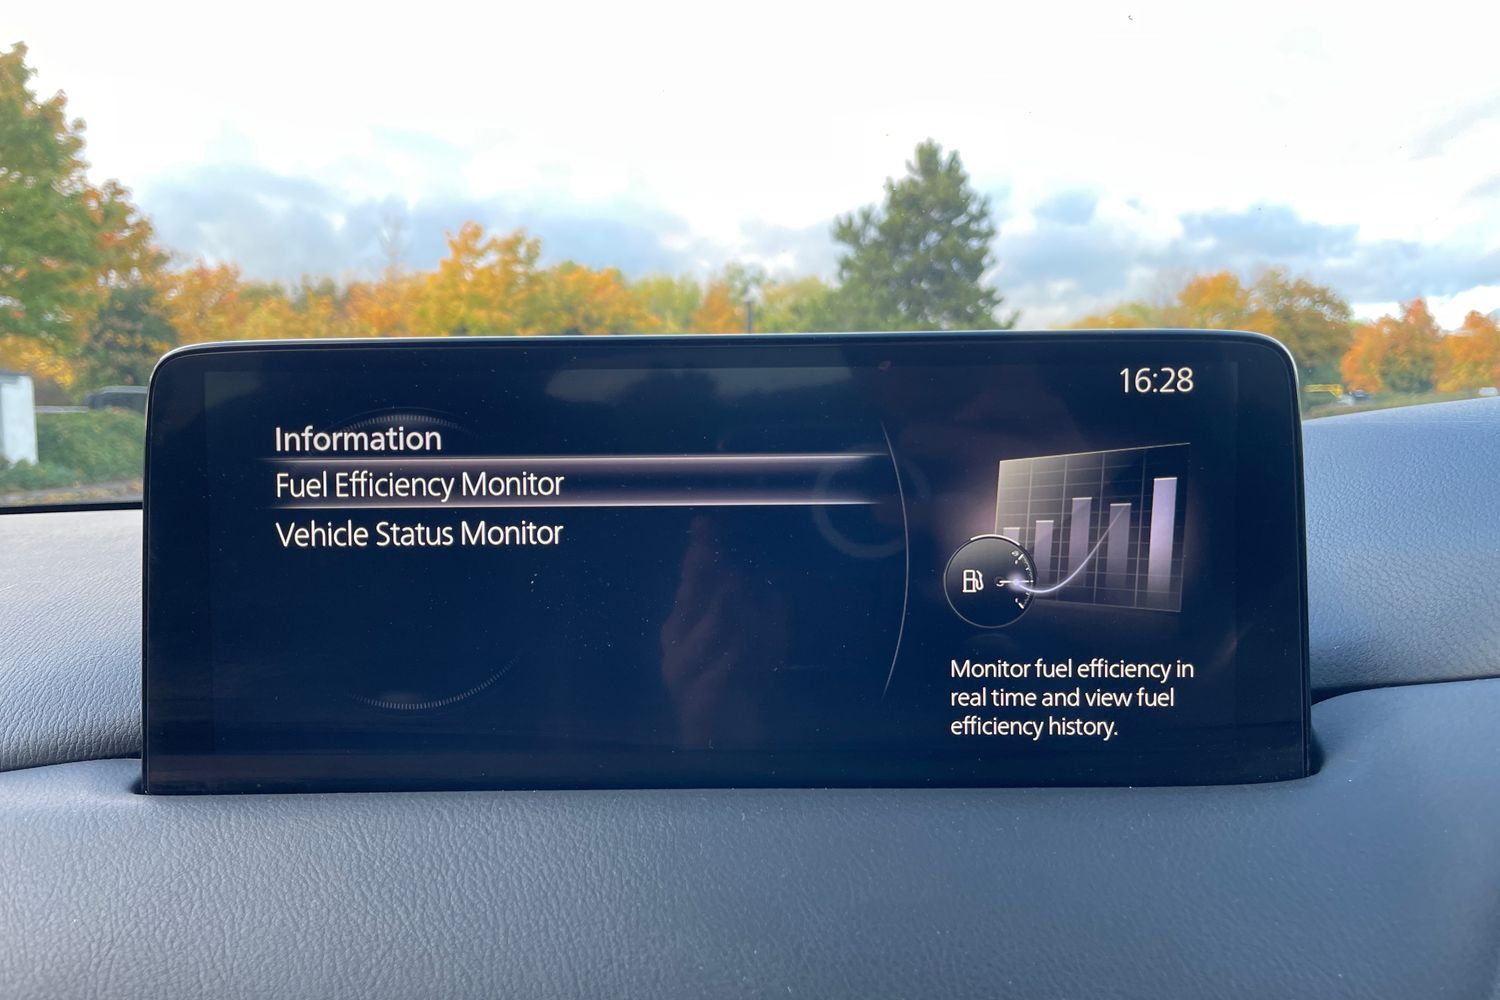 16:28
Information
Fuel Efficiency Monitor
Vehicle Status Monitor
Monitor fuel efficiency in
real time and view fuel
efficiency history.